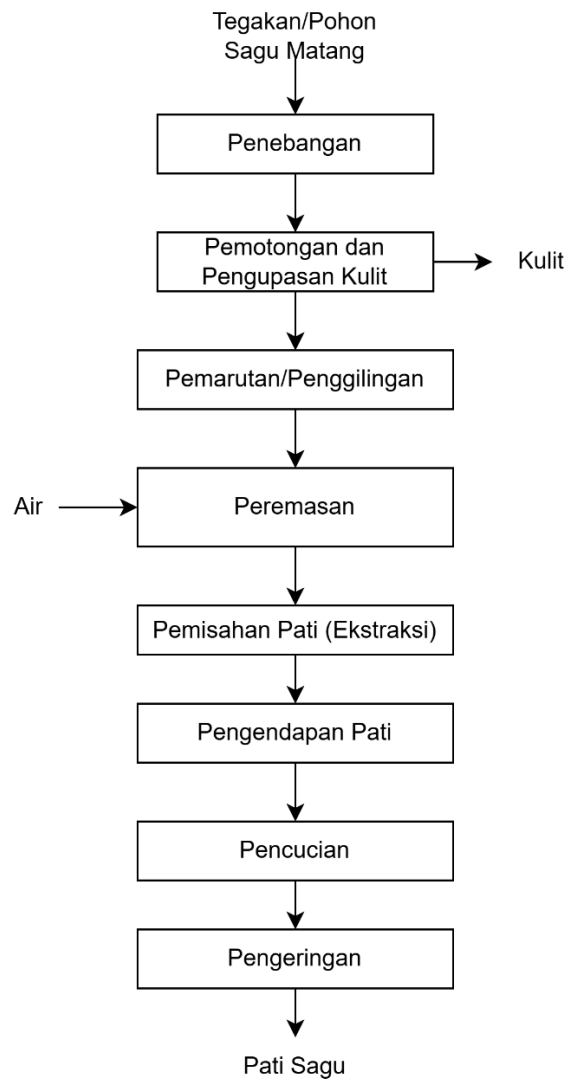 Tegakan/Pohon
Sagu Matang
Penebangan
Pemotongan dan
Pengupasan Kulit
Kulit
Pemarutan/Penggilingan
Air
Peremasan
Pemisahan Pati (Ekstraksi)
Pengendapan Pati
Pencucian
Pengeringan
Pati Sagu